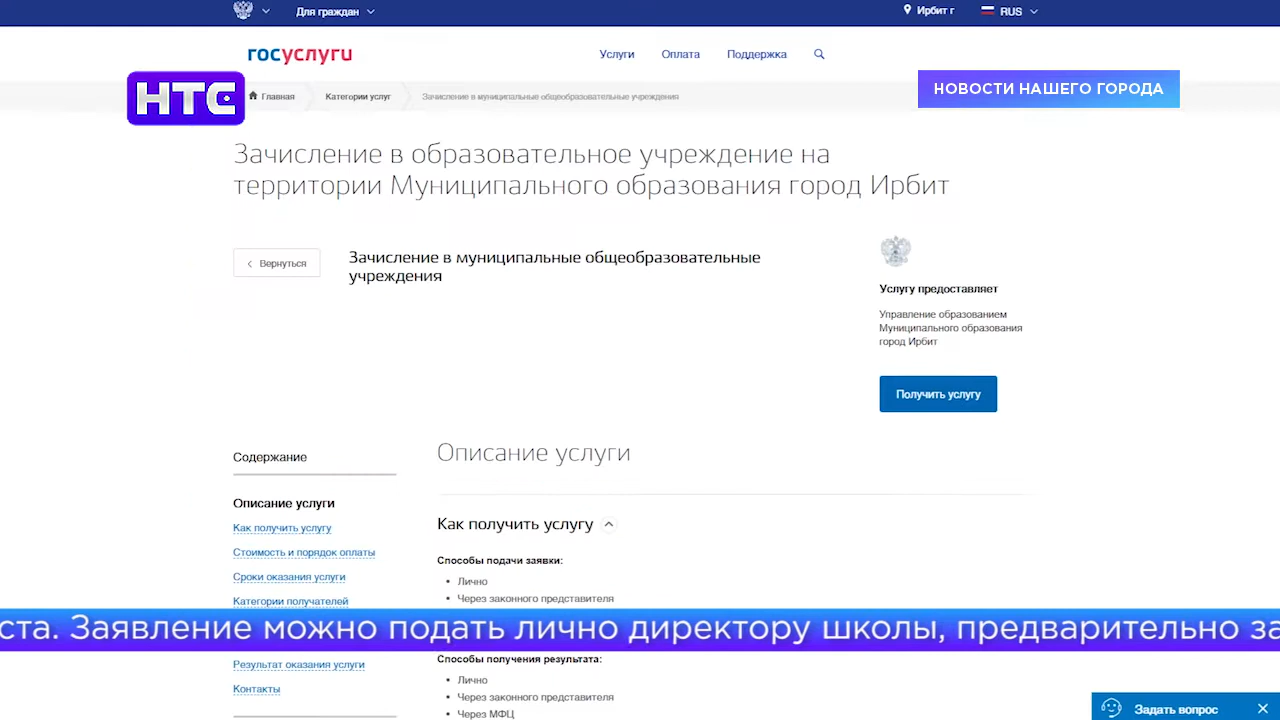 Для граждан
Ирбит г
RUS
госуслуги
Услуги
Оплата
Поддержка
НТС
Главная
Категории услуг
Зачисление в муниципальные общеобразовательные учреждения
НОВОСТИ НАШЕГО ГОРОДА
Зачисление в образовательное учреждение на
территории Муниципального образования город Ирбит
Вернуться
Зачисление в муниципальные общеобразовательные
учреждения
Услугу предоставляет
Управление образованием
Муниципального образования
город Ирбит
Получить услугу
Содержание
Описание услуги
Как получить услугу
Стоимость и порядок оплаты
Сроки оказания услуги
Категории получателей
Описание услуги
Как получить услугу
Способы подачи заявки:
• Лично
• Через законного представителя
ста. Заявление можно подать лично директору школы, предварительно за
Результат оказания услуги
Контакты
Способы получения результата:
• Лично
• Через законного представителя
• Через МФЦ
Задать вопрос